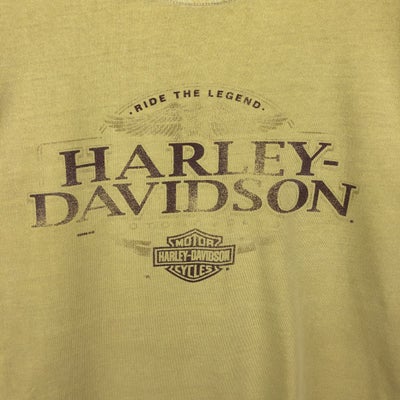 · RIDE THE LEGEND ·
HARLEY-
DAVIDSON
MOTOR
HARLEY-DAVIDSON
CYCLES